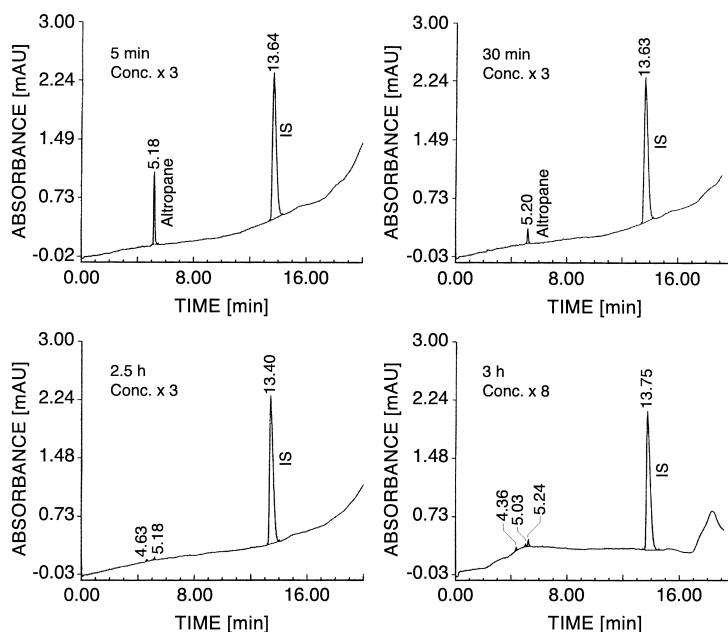 3.00
5 min
Conc. x 3
2.24
1.49
0.73
-0.02
ABSORBANCE [mAU]
5.18
Altropane
13.64
IS
0.00
8.00
16.00
TIME [min]
3.00
30 min
Conc. x 3
2.24
1.49
0.73
-0.03
ABSORBANCE [mAU]
5.20
Altropane
13.63
IS
0.00
8.00
16.00
TIME [min]
3.00
2.5 h
Conc. x 3
2.24
1.48
0.73
-0.03
ABSORBANCE [mAU]
4.63
5.18
13.40
IS
0.00
8.00
16.00
TIME [min]
3.00
3 h
Conc. x 8
2.24
1.48
0.73
-0.03
ABSORBANCE [mAU]
4.36
5.03
5.24
13.75
IS
0.00
8.00
16.00
TIME [min]